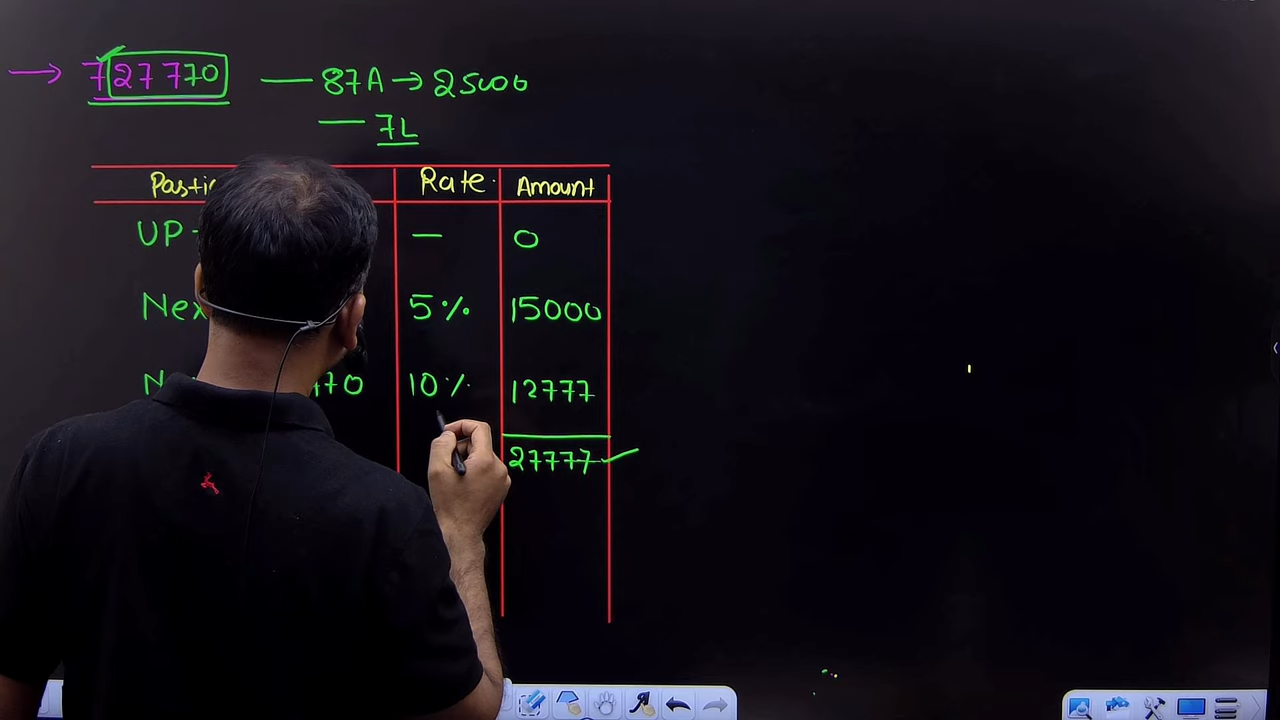 → 727770 — 87A → 25000
— 7L
Rate Amount
UP — 0
5% 15000
10% 12777
27777